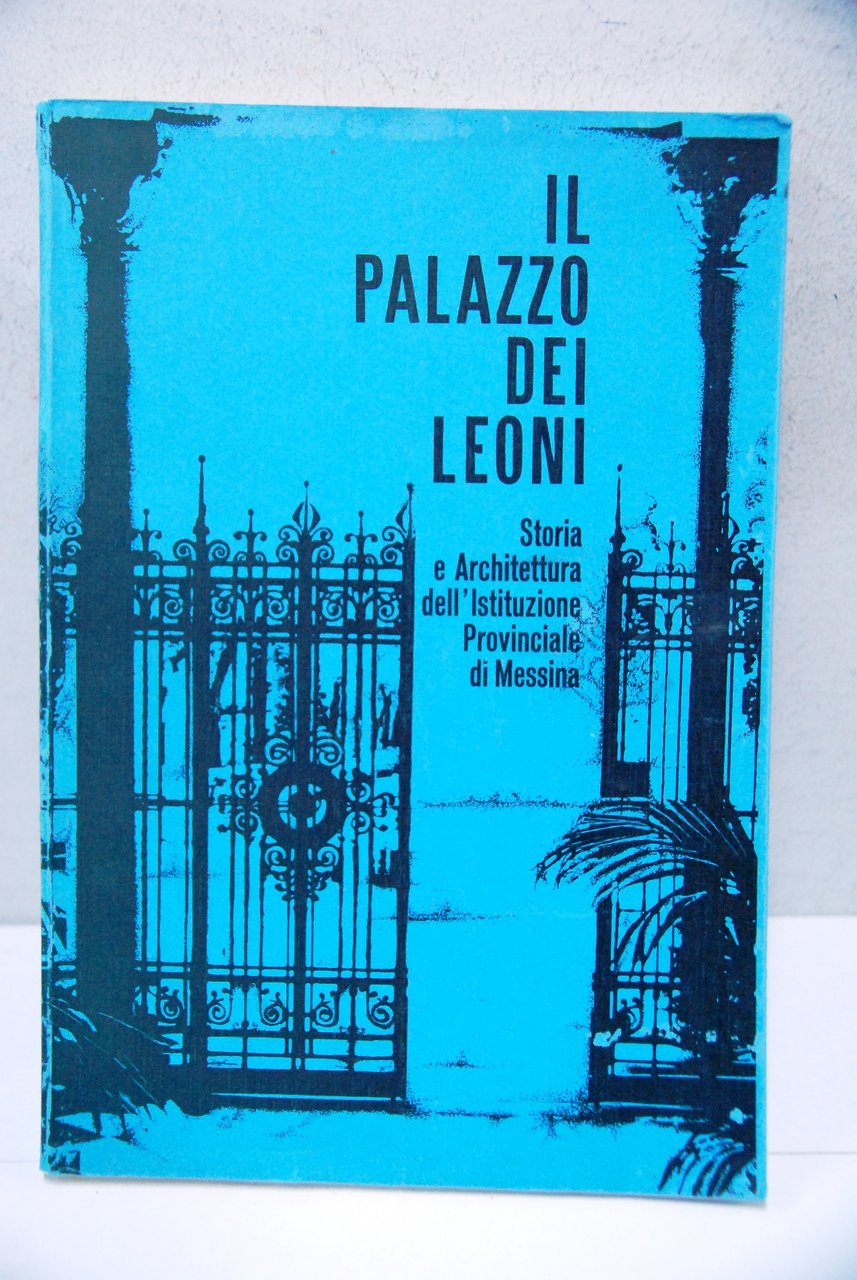 IL
PALAZZO
DEI
LEONI
Storia
e Architettura
dell'Istituzione
Provinciale
di Messina